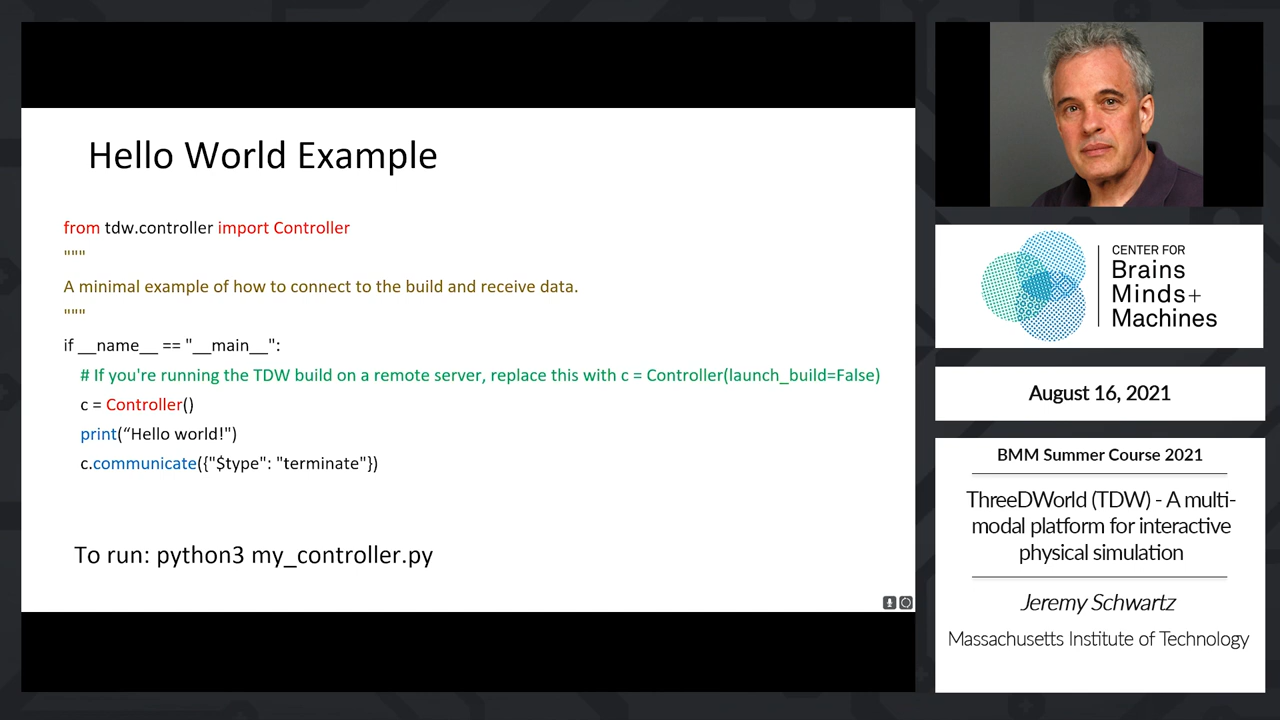 Hello World Example
from tdw.controller import Controller
"""
A minimal example of how to connect to the build and receive data.
"""
if __name__ == "__main__":
# If you're running the TDW build on a remote server, replace this with c = Controller(launch_build=False)
c = Controller()
print(“Hello world!")
c.communicate({"$type": "terminate"})
To run: python3 my_controller.py
CENTER FOR
Brains
Minds+
Machines
August 16, 2021
BMM Summer Course 2021
ThreeDWorld (TDW) - A multi-
modal platform for interactive
physical simulation
Jeremy Schwartz
Massachusetts Institute of Technology